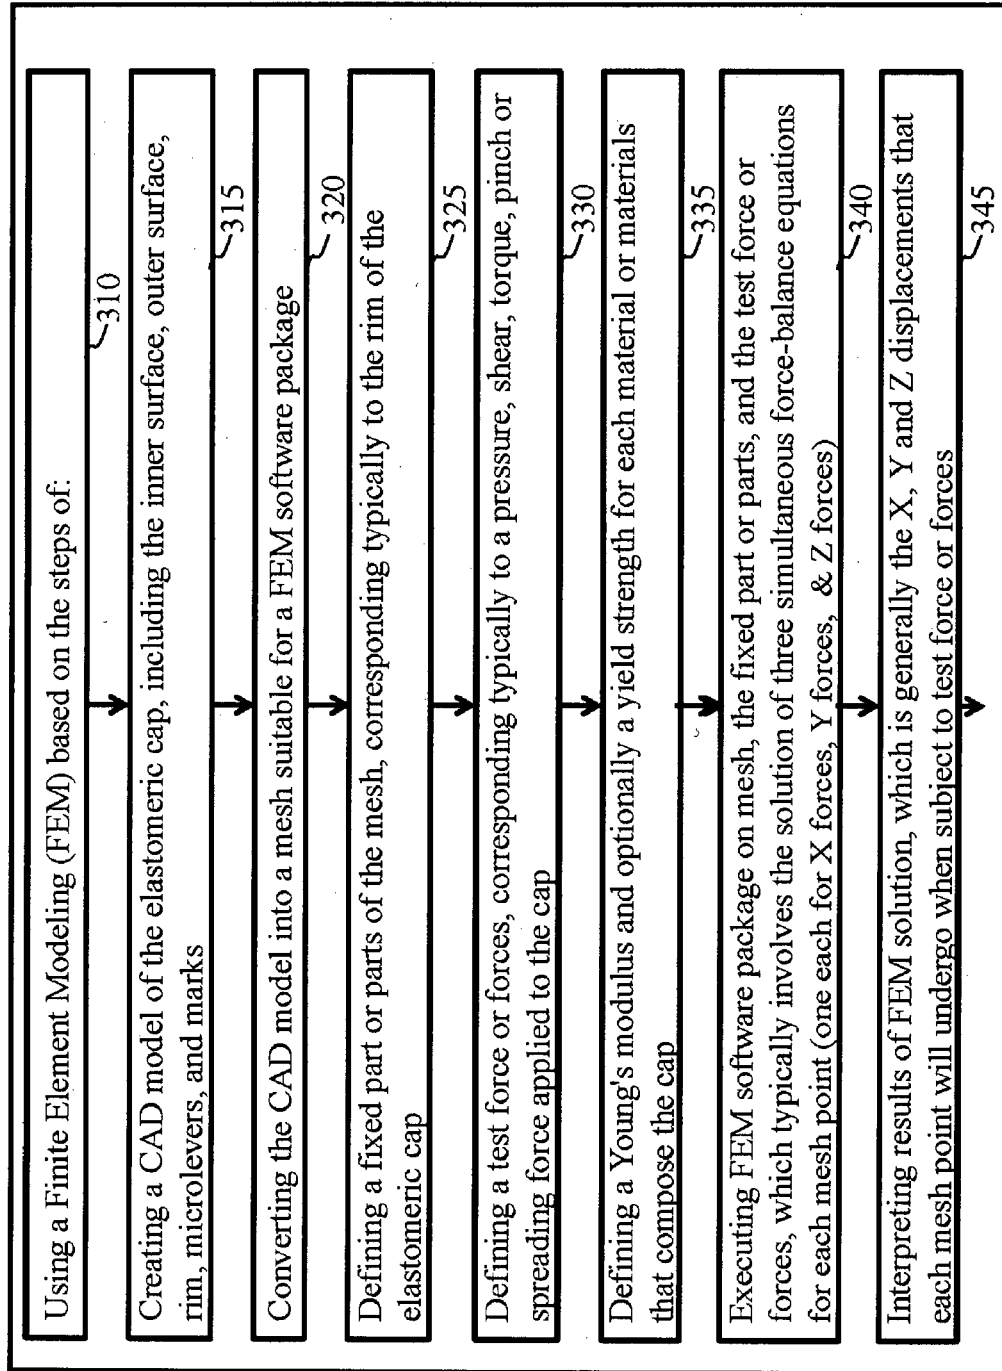 Using a Finite Element Modeling (FEM) based on the steps of:
310
Creating a CAD model of the elastomeric cap, including the inner surface, outer surface,
rim, microlevers, and marks
315
Converting the CAD model into a mesh suitable for a FEM software package
320
Defining a fixed part or parts of the mesh, corresponding typically to the rim of the
elastomeric cap
325
Defining a test force or forces, corresponding typically to a pressure, shear, torque, pinch or
spreading force applied to the cap
330
Defining a Young's modulus and optionally a yield strength for each material or materials
that compose the cap
335
Executing FEM software package on mesh, the fixed part or parts, and the test force or
forces, which typically involves the solution of three simultaneous force-balance equations
for each mesh point (one each for X forces, Y forces, & Z forces)
340
Interpreting results of FEM solution, which is generally the X, Y and Z displacements that
each mesh point will undergo when subject to test force or forces
345